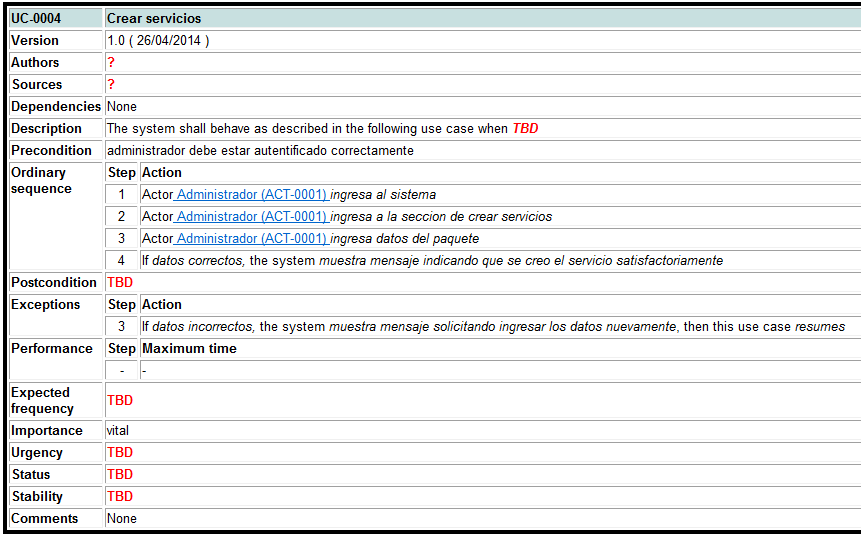 UC-0004 Crear servicios
Version 1.0 ( 26/04/2014 )
Authors ?
Sources ?
Dependencies None
Description The system shall behave as described in the following use case when TBD
Precondition administrador debe estar autentificado correctamente
Ordinary sequence Step Action
1 Actor Administrador (ACT-0001) ingresa al sistema
2 Actor Administrador (ACT-0001) ingresa a la seccion de crear servicios
3 Actor Administrador (ACT-0001) ingresa datos del paquete
4 If datos correctos, the system muestra mensaje indicando que se creo el servicio satisfactoriamente
Postcondition TBD
Exceptions Step Action
3 If datos incorrectos, the system muestra mensaje solicitando ingresar los datos nuevamente, then this use case resumes
Performance Step Maximum time
- -
Expected frequency TBD
Importance vital
Urgency TBD
Status TBD
Stability TBD
Comments None